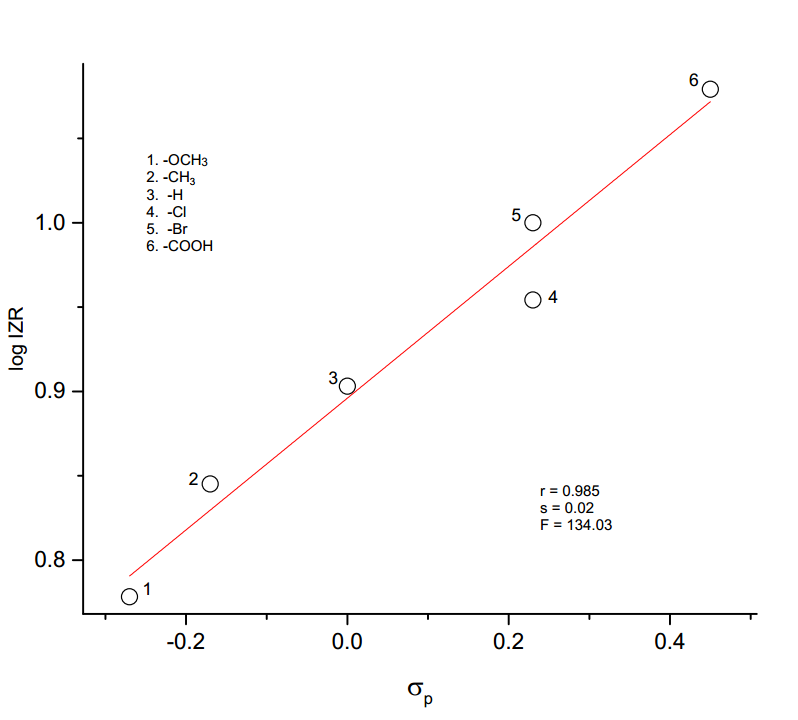 6
1. -OCH₃
2. -CH₃
3. -H
4. -Cl
5. -Br
6. -COOH
5
1.0
4
log IZR
3
0.9
2
r = 0.985
s = 0.02
F = 134.03
0.8
1
-0.2 0.0 0.2 0.4
σp